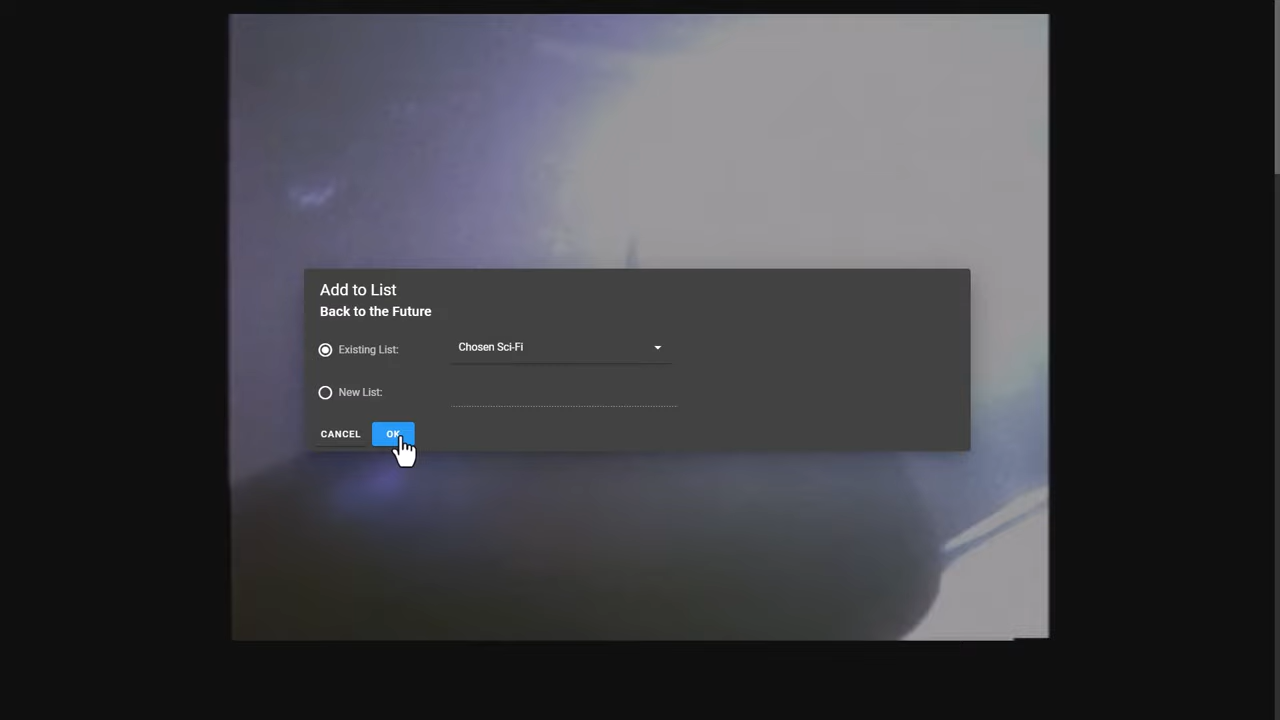 Add to List
Back to the Future
Existing List: Chosen Sci-Fi
New List:
CANCEL OK